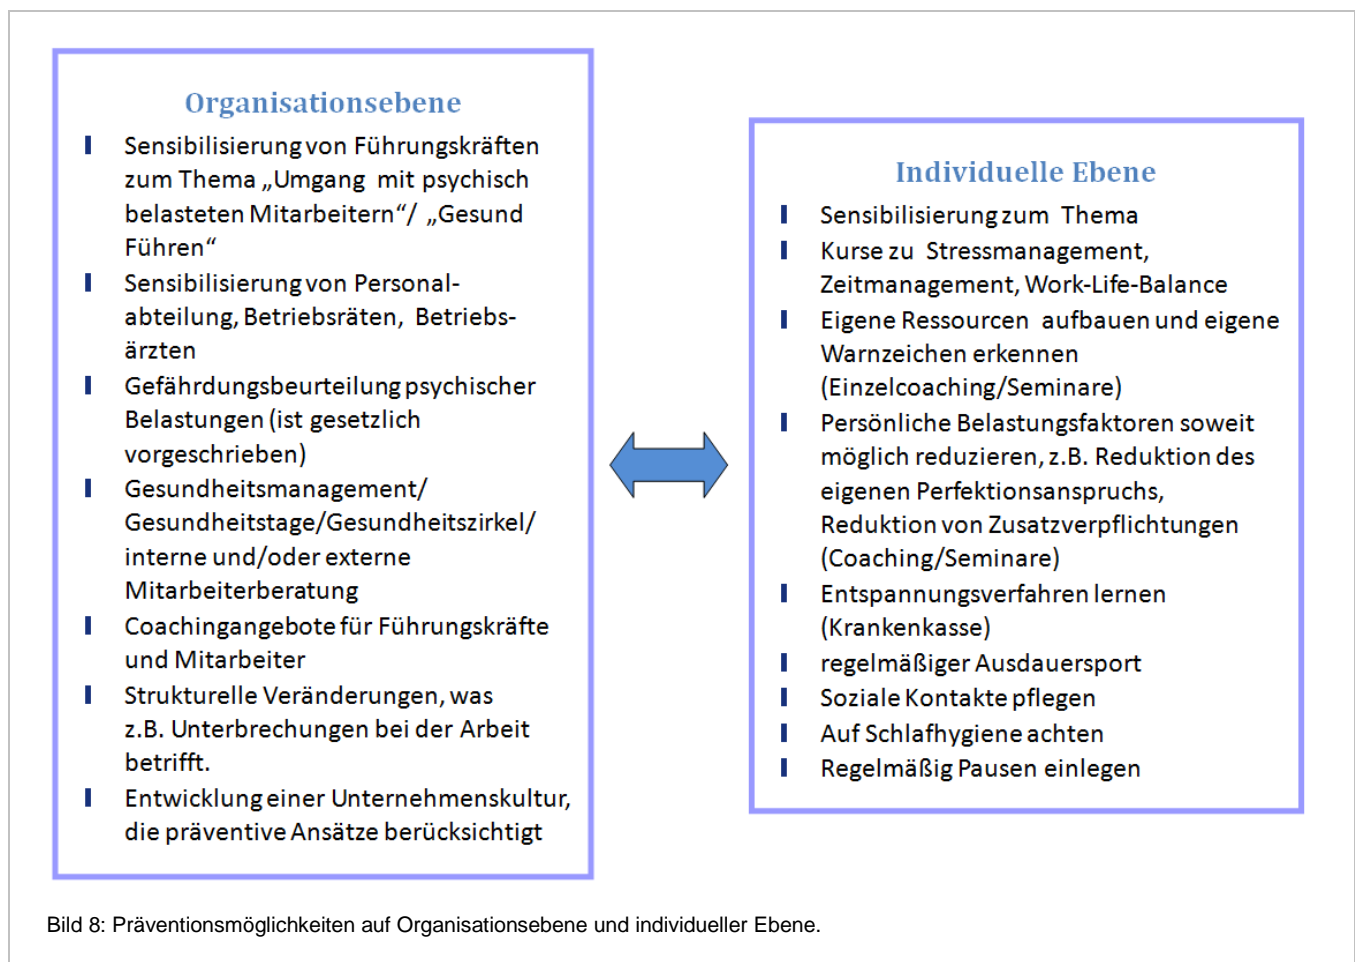 Organisationsebene
Sensibilisierung von Führungskräften
zum Thema „Umgang mit psychisch
belasteten Mitarbeitern“/ „Gesund
Führen“
Sensibilisierung von Personal-
abteilung, Betriebsräten, Betriebs-
ärzten
Gefährdungsbeurteilung psychischer
Belastungen (ist gesetzlich
vorgeschrieben)
Gesundheitsmanagement/
Gesundheitstage/Gesundheitszirkel/
interne und/oder externe
Mitarbeiterberatung
Coachingangebote für Führungskräfte
und Mitarbeiter
Strukturelle Veränderungen, was
z.B. Unterbrechungen bei der Arbeit
betrifft.
Entwicklung einer Unternehmenskultur,
die präventive Ansätze berücksichtigt
Individuelle Ebene
Sensibilisierung zum Thema
Kurse zu Stressmanagement,
Zeitmanagement, Work-Life-Balance
Eigene Ressourcen aufbauen und eigene
Warnzeichen erkennen
(Einzelcoaching/Seminare)
Persönliche Belastungsfaktoren soweit
möglich reduzieren, z.B. Reduktion des
eigenen Perfektionsanspruchs,
Reduktion von Zusatzverpflichtungen
(Coaching/Seminare)
Entspannungsverfahren lernen
(Krankenkasse)
regelmäßiger Ausdauersport
Soziale Kontakte pflegen
Auf Schlafhygiene achten
Regelmäßig Pausen einlegen
Bild 8: Präventionsmöglichkeiten auf Organisationsebene und individueller Ebene.